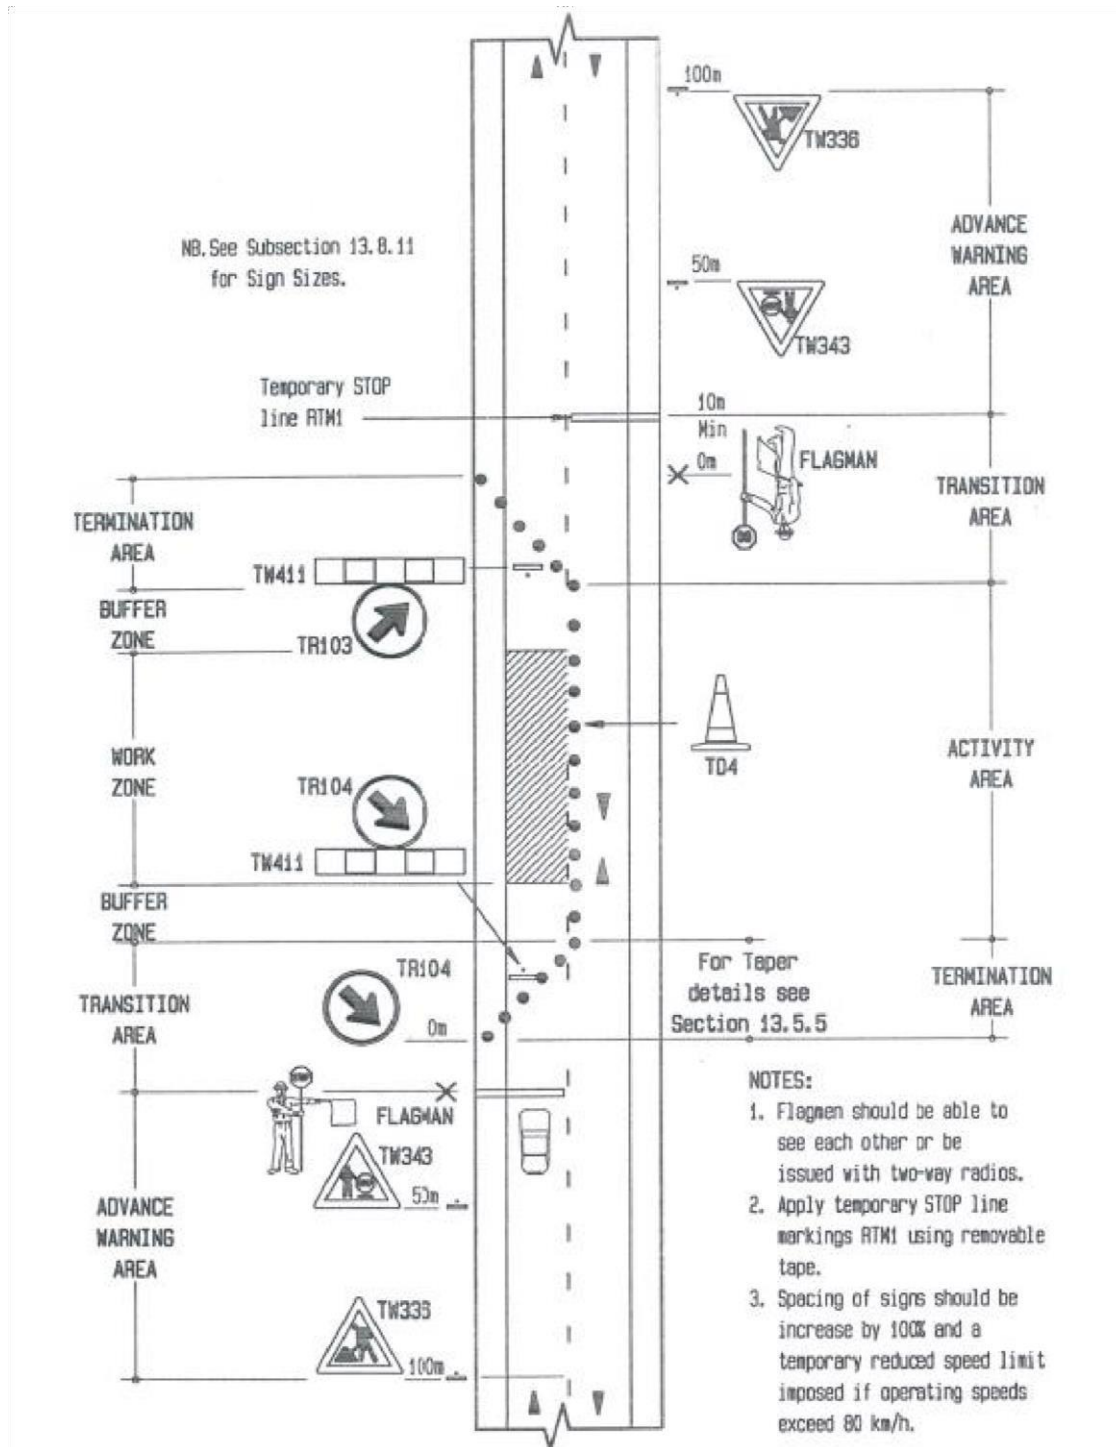 100m
TW336
NB.See Subsection 13.8.11
for Sign Sizes.
ADVANCE
WARNING
AREA
50m
TW343
Temporary STOP
line RTM1
10m
Min
0m
FLAGMAN
TRANSITION
AREA
TERMINATION
AREA
TW411
BUFFER
ZONE
TR103
WORK
ZONE
TR104
TW411
TD4
ACTIVITY
AREA
BUFFER
ZONE
For Taper
details see
Section 13.5.5
TERMINATION
AREA
TR104
TRANSITION
AREA
0m
FLAGMAN
TW343
50m
ADVANCE
WARNING
AREA
TW336
100m
NOTES:
1. Flagmen should be able to
see each other or be
issued with two-way radios.
2. Apply temporary STOP line
markings RTM1 using removable
tape.
3. Spacing of signs should be
increase by 100% and a
temporary reduced speed limit
imposed if operating speeds
exceed 80 km/h.